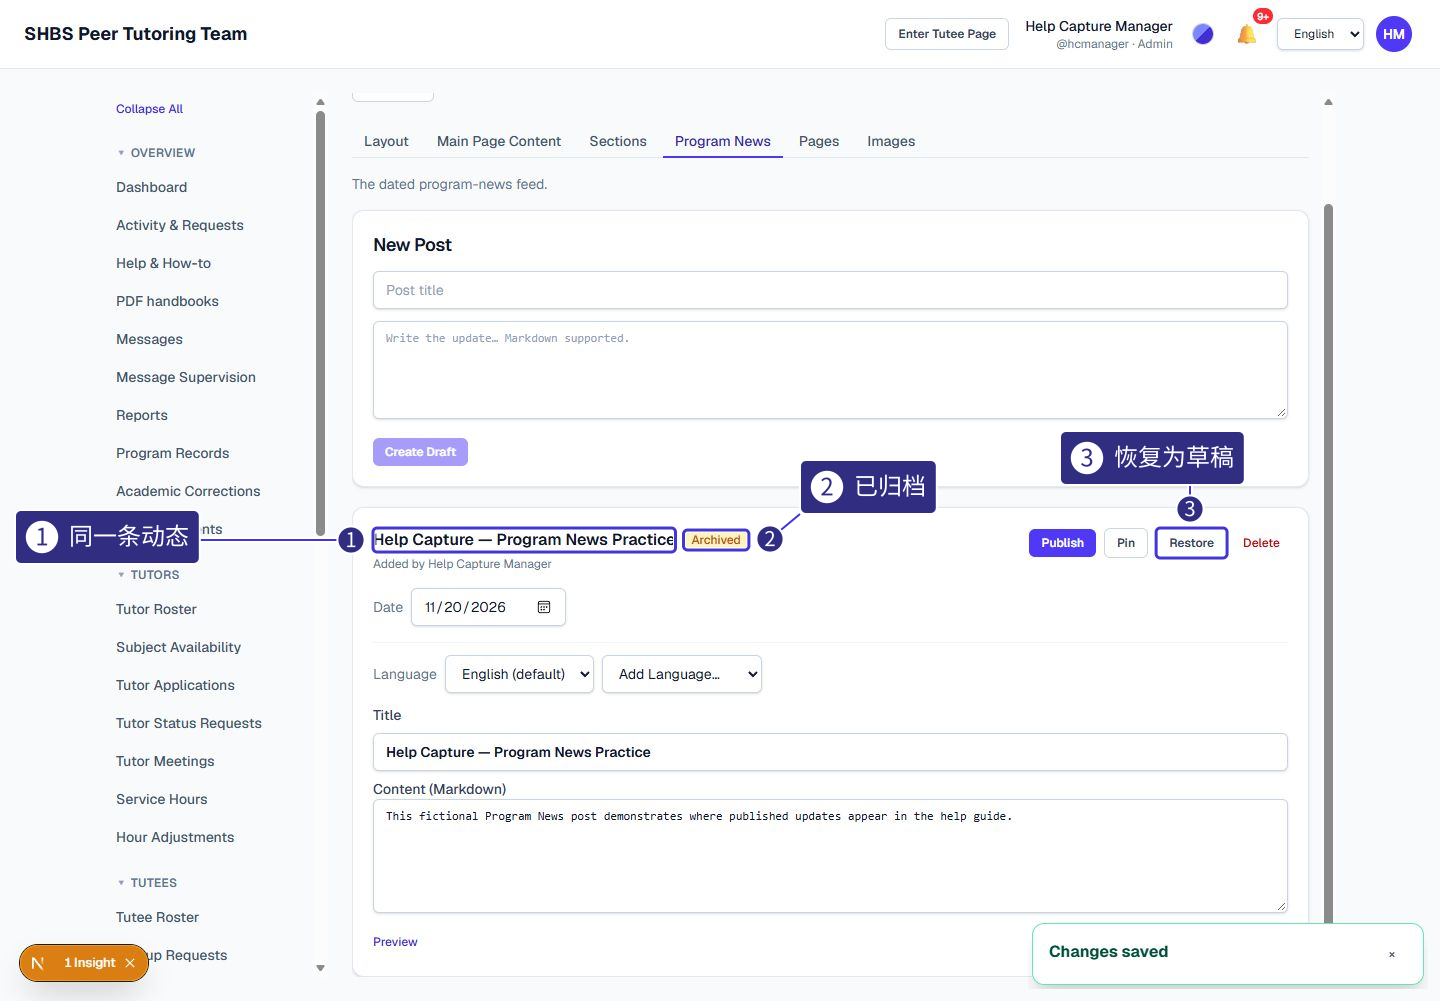 SHBS Peer Tutoring Team
Enter Tutee Page
Help Capture Manager
@hcmanager · Admin
9+
English
HM
Collapse All
OVERVIEW
Dashboard
Activity & Requests
Help & How-to
PDF handbooks
Messages
Message Supervision
Reports
Program Records
Academic Corrections
nts
TUTORS
Tutor Roster
Subject Availability
Tutor Applications
Tutor Status Requests
Tutor Meetings
Service Hours
Hour Adjustments
TUTEES
Tutee Roster
up Requests
1 Insight ×
Layout
Main Page Content
Sections
Program News
Pages
Images
The dated program-news feed.
New Post
Post title
Write the update… Markdown supported.
Create Draft
1 同一条动态
2 已归档
3 恢复为草稿
1
Help Capture — Program News Practice
Archived
2
3
Publish
Pin
Restore
Delete
Added by Help Capture Manager
Date
11/20/2026
Language
English (default)
Add Language…
Title
Help Capture — Program News Practice
Content (Markdown)
This fictional Program News post demonstrates where published updates appear in the help guide.
Preview
Changes saved
×